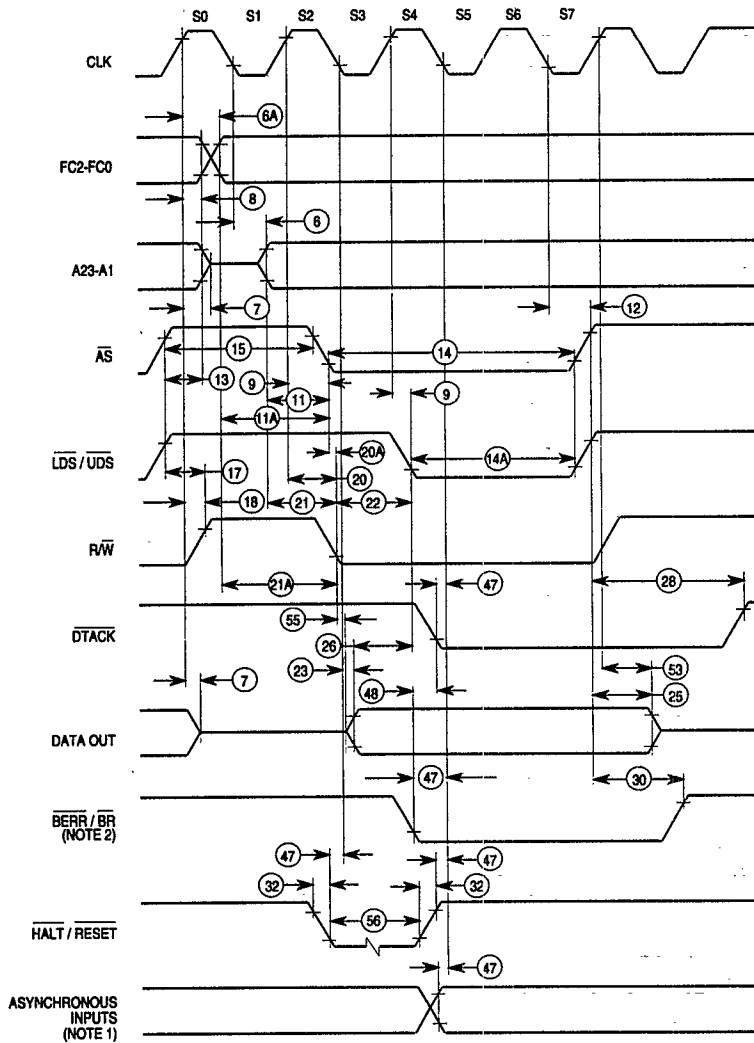 S0 S1 S2 S3 S4 S5 S6 S7
CLK
6A
FC2-FC0
8
6
A23-A1
7
12
AS
15
14
13
9
11
9
11A
LDS / UDS
20A
14A
17
20
18
21
22
R/W
21A
47
28
DTACK
55
26
23
53
7
48
25
DATA OUT
47
30
BERR / BR
(NOTE 2)
47
47
32
32
HALT / RESET
56
47
ASYNCHRONOUS
INPUTS
(NOTE 1)